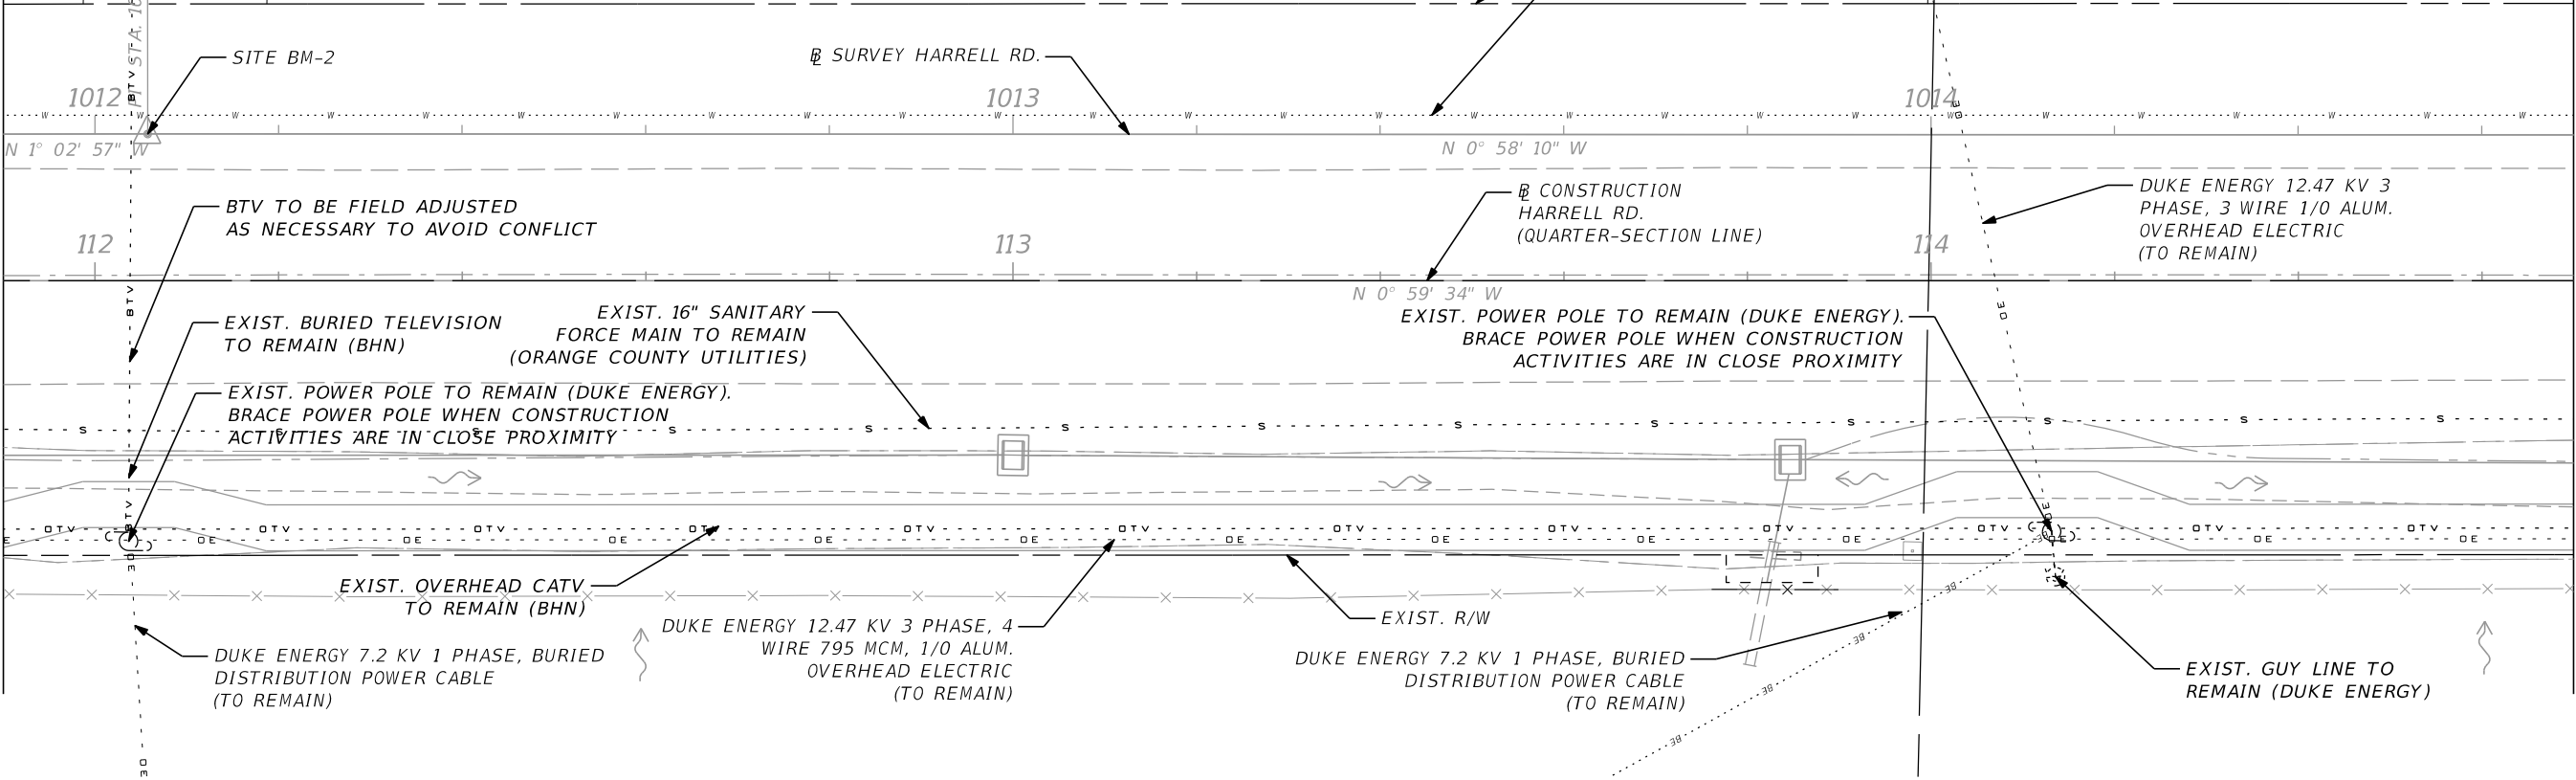 STA. 10
SITE BM-2
BL SURVEY HARRELL RD.
1012
1013
1014
N 1° 02' 57" W
N 0° 58' 10" W
BTV TO BE FIELD ADJUSTED
AS NECESSARY TO AVOID CONFLICT
BL CONSTRUCTION
HARRELL RD.
(QUARTER-SECTION LINE)
DUKE ENERGY 12.47 KV 3
PHASE, 3 WIRE 1/0 ALUM.
OVERHEAD ELECTRIC
(TO REMAIN)
112
113
114
N 0° 59' 34" W
EXIST. BURIED TELEVISION
TO REMAIN (BHN)
EXIST. 16" SANITARY
FORCE MAIN TO REMAIN
(ORANGE COUNTY UTILITIES)
EXIST. POWER POLE TO REMAIN (DUKE ENERGY).
BRACE POWER POLE WHEN CONSTRUCTION
ACTIVITIES ARE IN CLOSE PROXIMITY
EXIST. POWER POLE TO REMAIN (DUKE ENERGY).
BRACE POWER POLE WHEN CONSTRUCTION
ACTIVITIES ARE IN CLOSE PROXIMITY
EXIST. OVERHEAD CATV
TO REMAIN (BHN)
DUKE ENERGY 7.2 KV 1 PHASE, BURIED
DISTRIBUTION POWER CABLE
(TO REMAIN)
DUKE ENERGY 12.47 KV 3 PHASE, 4
WIRE 795 MCM, 1/0 ALUM.
OVERHEAD ELECTRIC
(TO REMAIN)
EXIST. R/W
DUKE ENERGY 7.2 KV 1 PHASE, BURIED
DISTRIBUTION POWER CABLE
(TO REMAIN)
EXIST. GUY LINE TO
REMAIN (DUKE ENERGY)